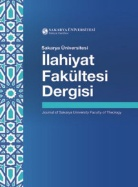 SAKARYA ÜNİVERSİTESİ
Sakarya Üniversitesi
İlahiyat
Fakültesi
Dergisi
Journal of Sakarya University Faculty of Theology